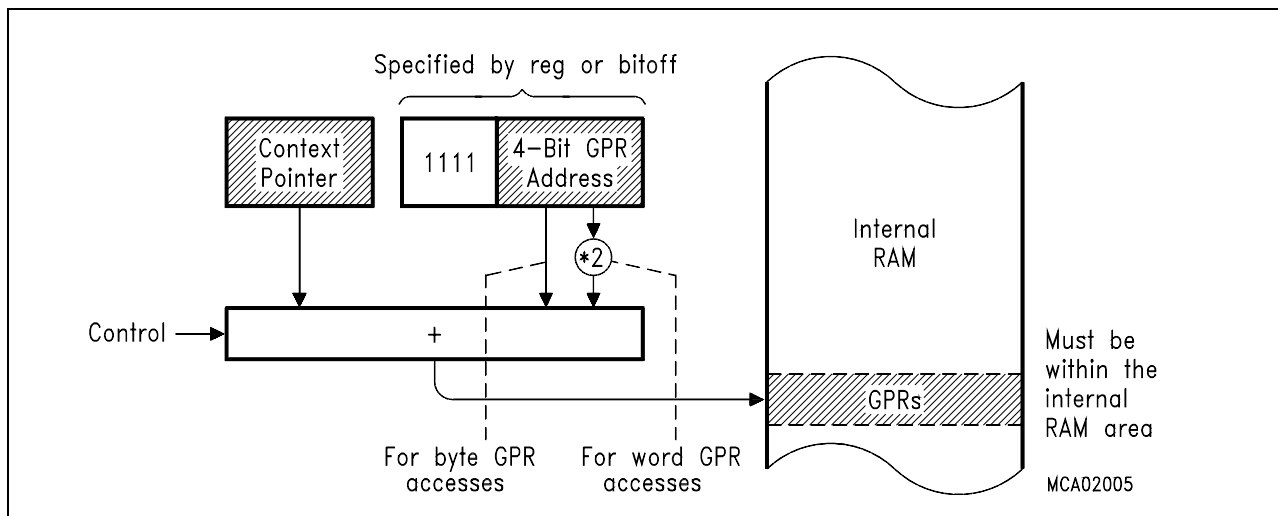 Specified by reg or bitoff
Context
Pointer
1111
4-Bit GPR
Address
*2
Control
+
For byte GPR
accesses
For word GPR
accesses
Internal
RAM
GPRs
Must be
within the
internal
RAM area
MCA02005